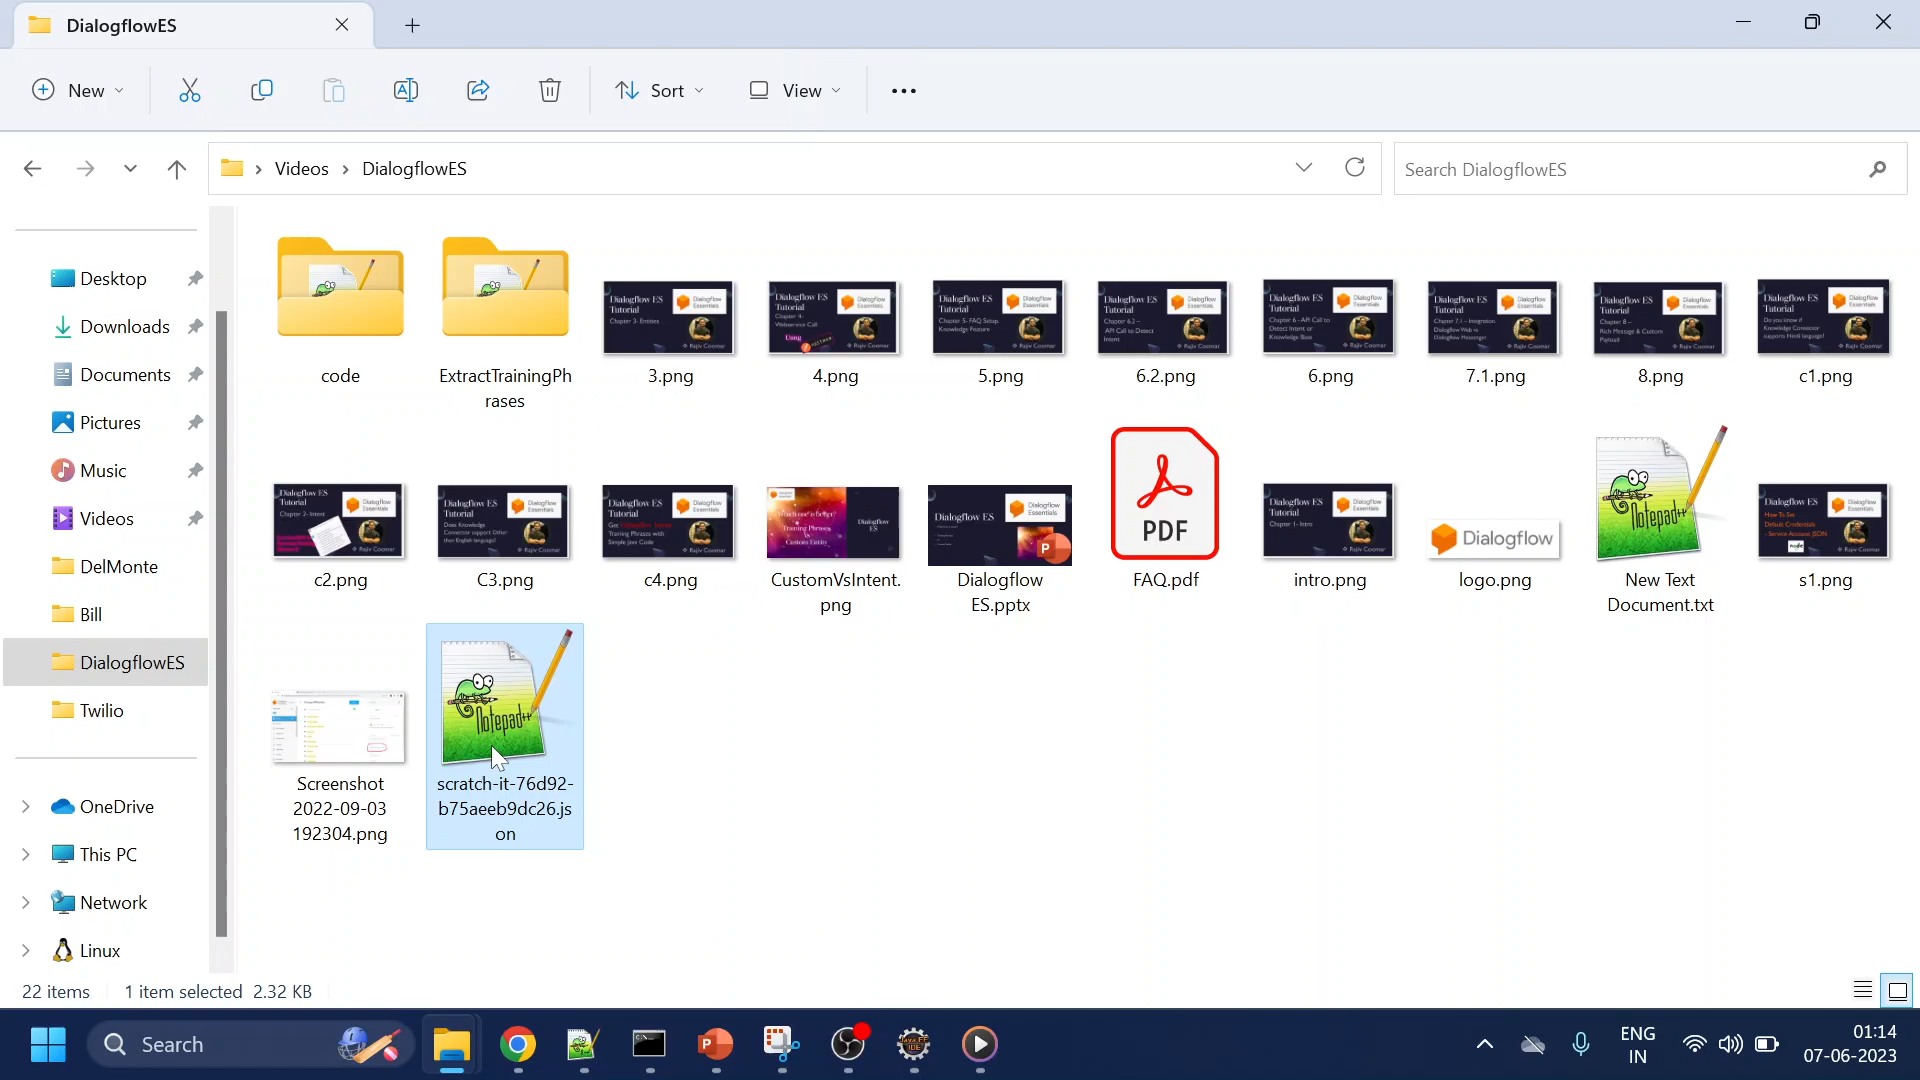 DialogflowES
New
Sort
View
Videos
DialogflowES
Search DialogflowES
Desktop
Downloads
Documents
Pictures
Music
Videos
DelMonte
Bill
DialogflowES
Twilio
OneDrive
This PC
Network
Linux
code
ExtractTrainingPh
rases
3.png
4.png
5.png
6.2.png
6.png
7.1.png
8.png
c1.png
c2.png
C3.png
c4.png
CustomVsIntent.
png
Dialogflow
ES.pptx
PDF
FAQ.pdf
intro.png
Dialogflow
logo.png
Notepad++
New Text
Document.txt
s1.png
Screenshot
2022-09-03
192304.png
Notepad++
scratch-it-76d92-
b75aeeb9dc26.js
on
22 items
1 item selected 2.32 KB
Search
ENG
IN
01:14
07-06-2023